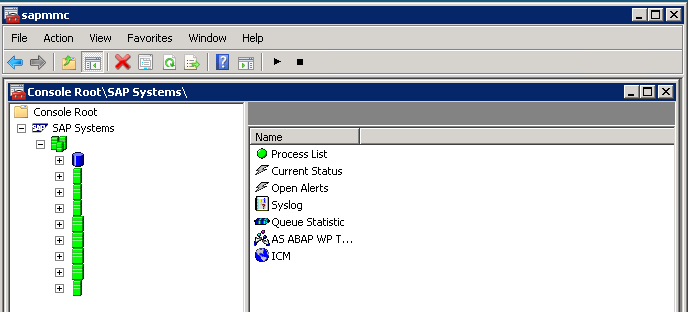 sapmmc
File Action View Favorites Window Help
Console Root\SAP Systems\
Console Root
SAP SAP Systems
Name
Process List
Current Status
Open Alerts
Syslog
Queue Statistic
AS ABAP WP T...
ICM